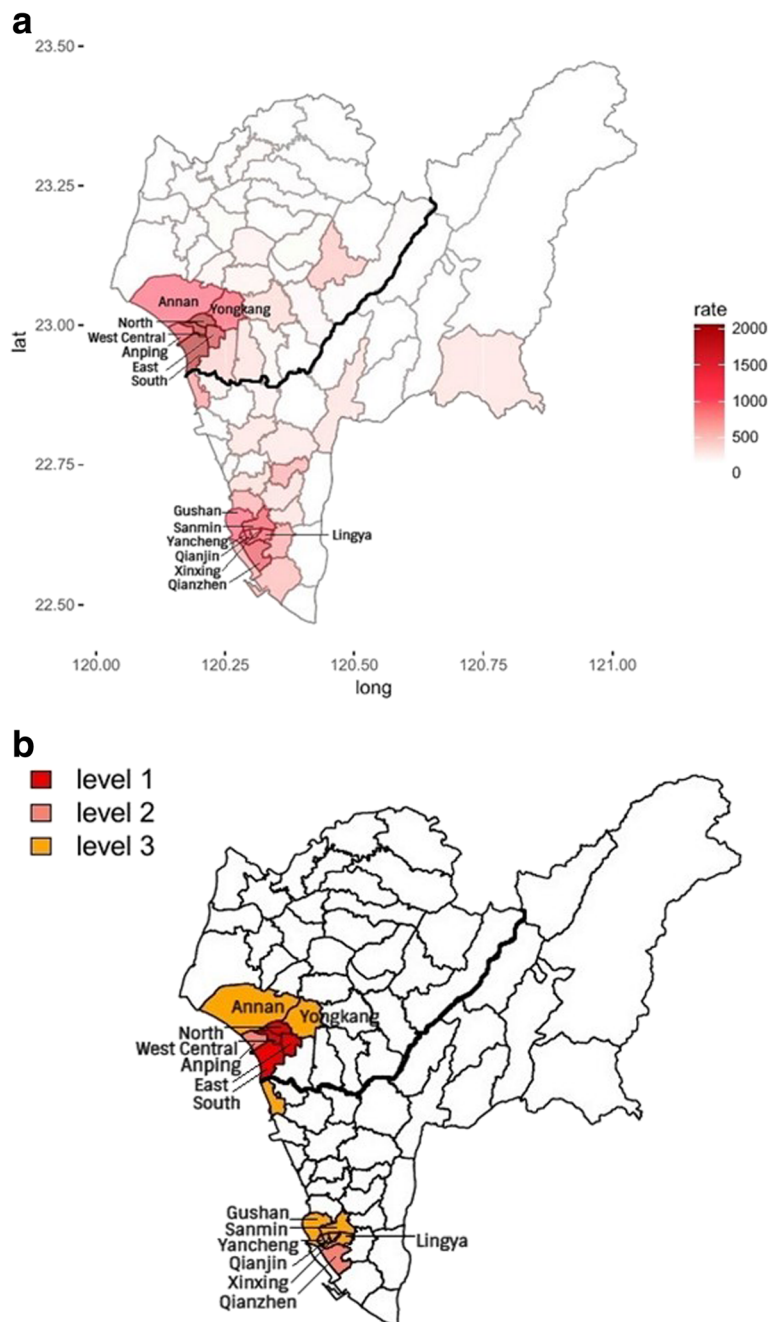 a
23.50
23.25
23.00
22.75
22.50
lat
Annan
Yongkang
North
West Central
Anping
East
South
Gushan
Sanmin
Yancheng
Qianjin
Xinxing
Qianzhen
Lingya
120.00 120.25 120.50 120.75 121.00
long
rate
2000
1500
1000
500
0
b
level 1
level 2
level 3
Annan
Yongkang
North
West Central
Anping
East
South
Gushan
Sanmin
Yancheng
Qianjin
Xinxing
Qianzhen
Lingya